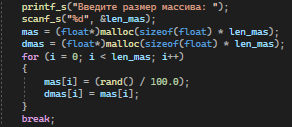 printf_s("Введите размер массива: ");
scanf_s("%d", &len_mas);
mas = (float*)malloc(sizeof(float) * len_mas);
dmas = (float*)malloc(sizeof(float) * len_mas);
for (i = 0; i < len_mas; i++)
{
mas[i] = (rand() / 100.0);
dmas[i] = mas[i];
}
break;